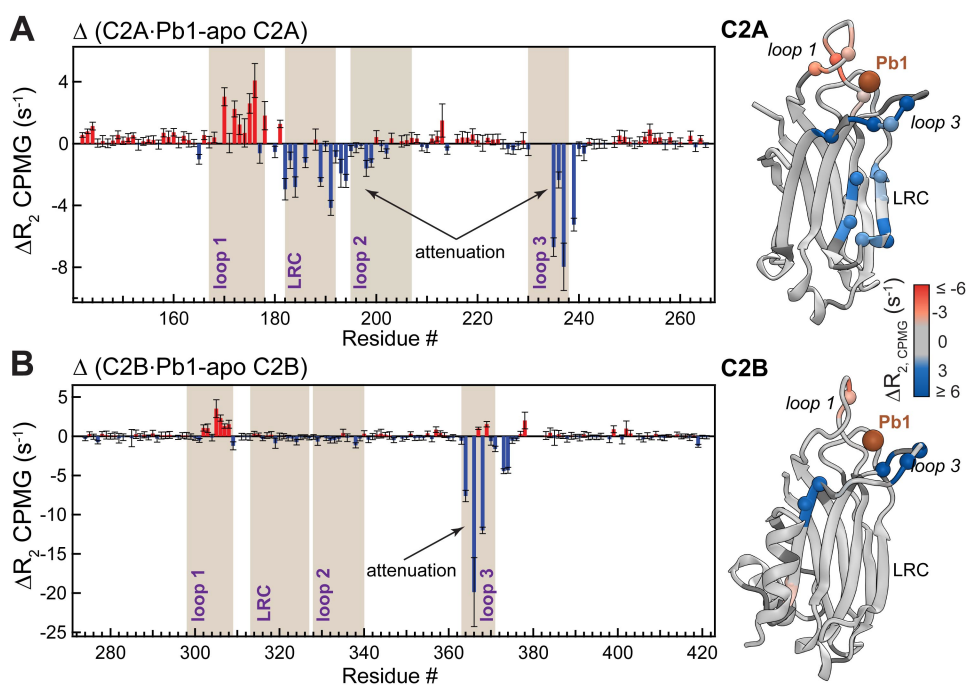 A
Δ (C2A·Pb1-apo C2A)
ΔR2 CPMG (s-1)
4
0
-4
-8
loop 1
LRC
loop 2
loop 3
attenuation
160
180
200
220
240
260
Residue #
C2A
loop 1
Pb1
loop 3
LRC
ΔR2, CPMG (s-1)
≤ -6
-3
0
3
≥ 6
B
Δ (C2B·Pb1-apo C2B)
ΔR2 CPMG (s-1)
5
0
-5
-10
-15
-20
-25
loop 1
LRC
loop 2
loop 3
attenuation
280
300
320
340
360
380
400
420
Residue #
C2B
loop 1
Pb1
loop 3
LRC